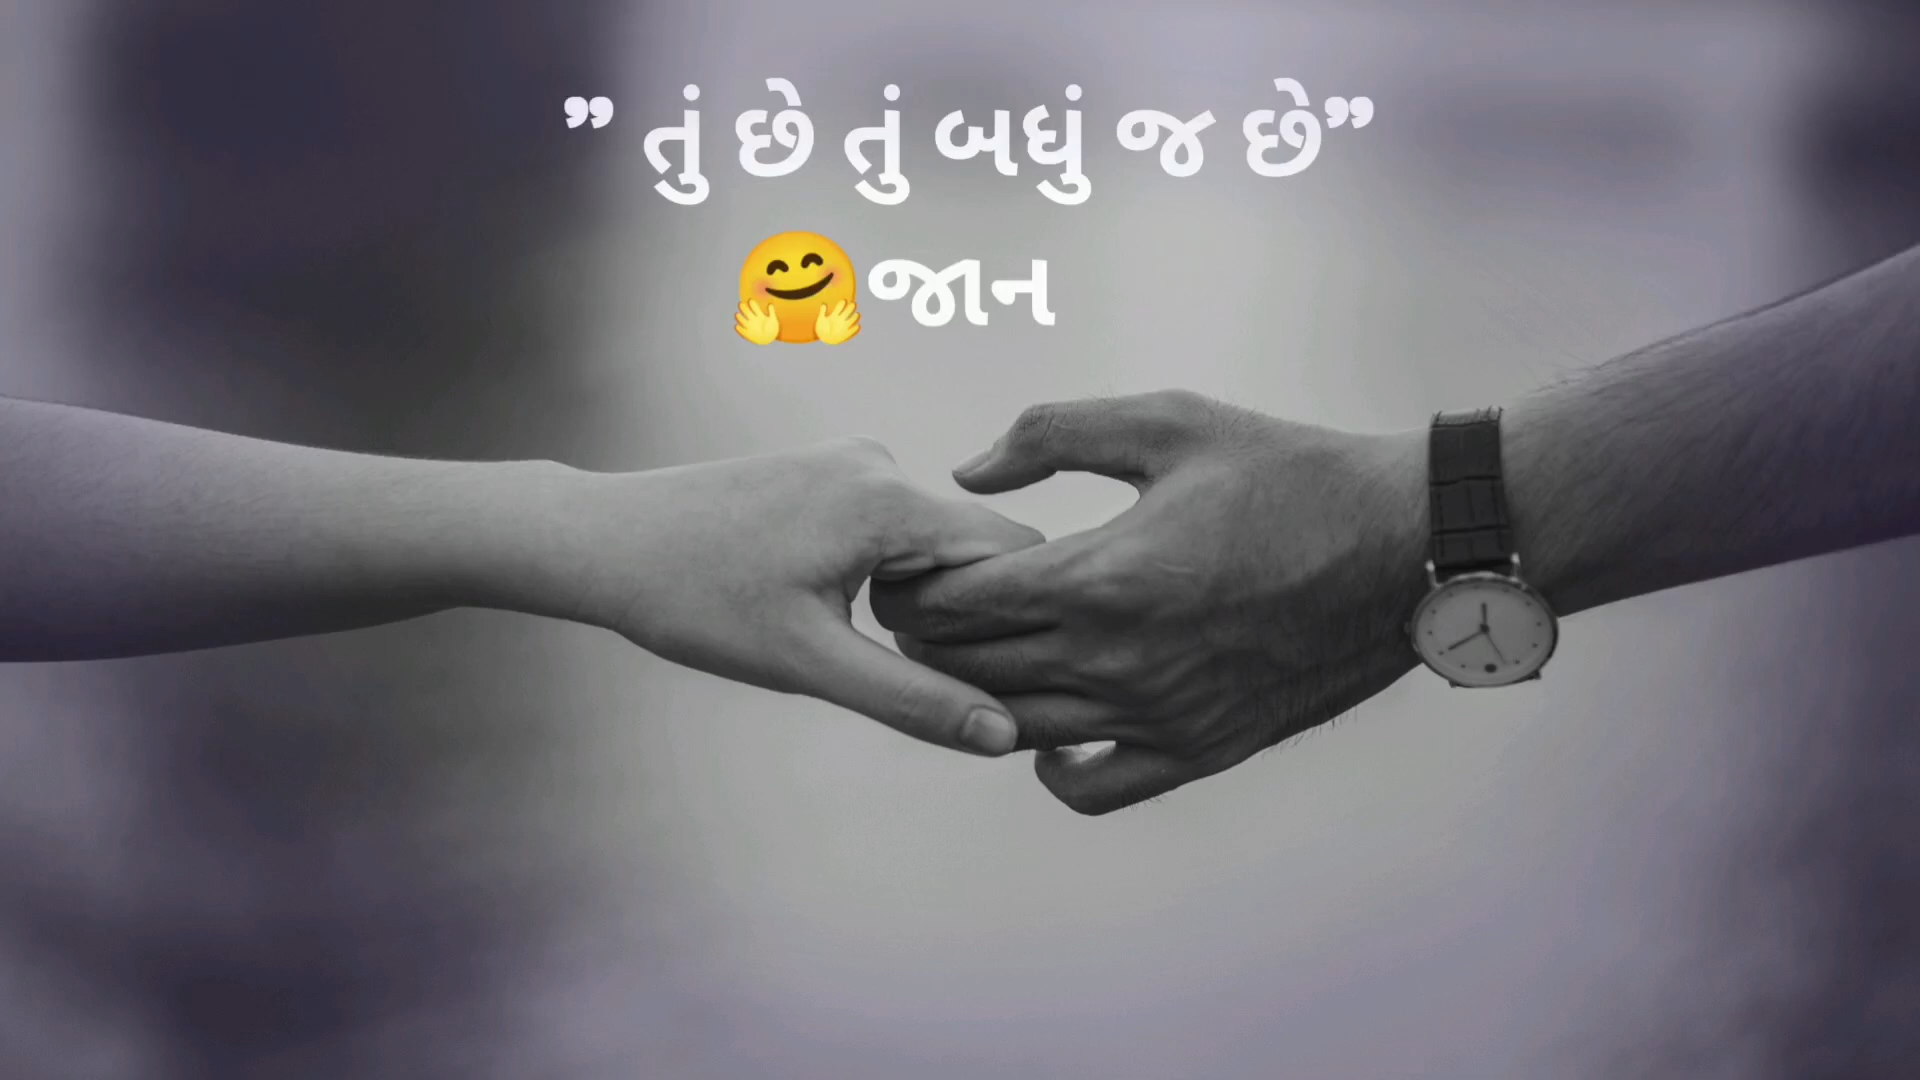 ” તું છે તું બધું જ છે”
🤗જાન